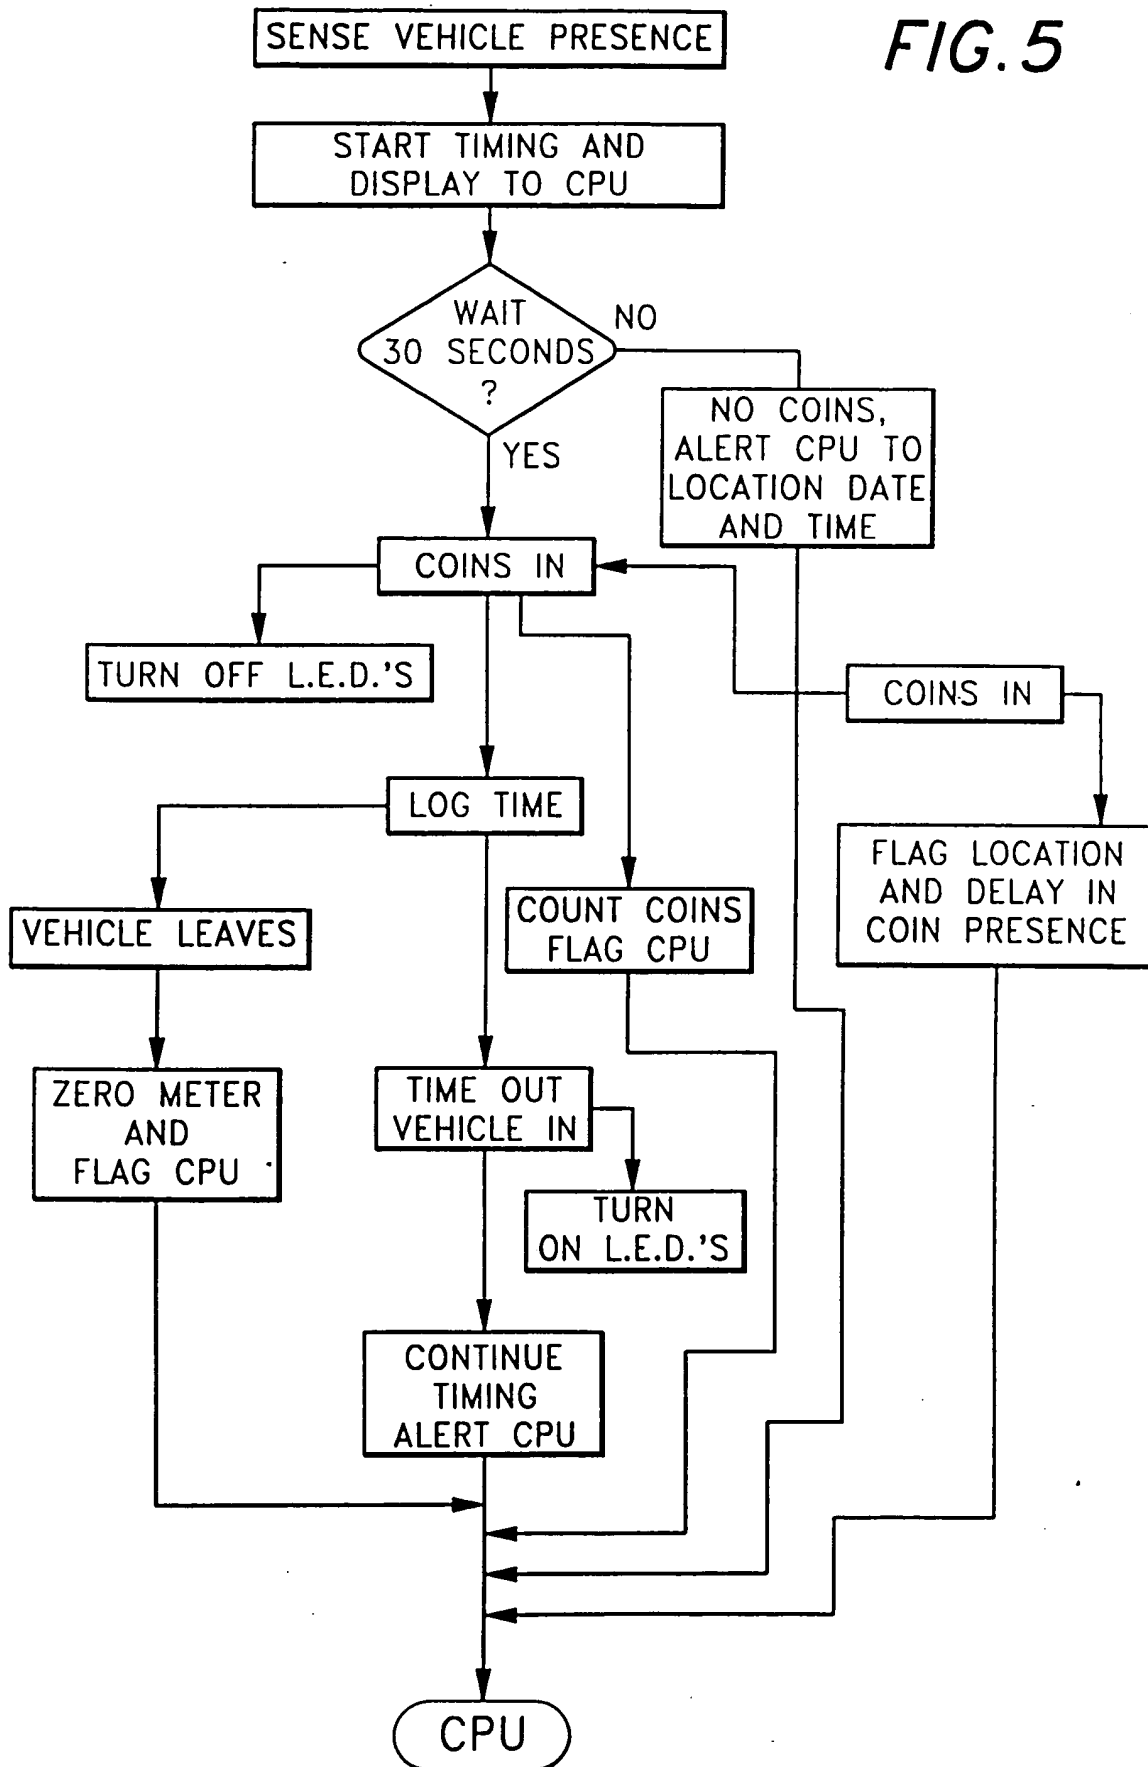 FIG. 5
SENSE VEHICLE PRESENCE
START TIMING AND
DISPLAY TO CPU
WAIT
30 SECONDS
?
NO
YES
NO COINS,
ALERT CPU TO
LOCATION DATE
AND TIME
COINS IN
TURN OFF L.E.D.'S
COINS IN
LOG TIME
FLAG LOCATION
AND DELAY IN
COIN PRESENCE
VEHICLE LEAVES
COUNT COINS
FLAG CPU
ZERO METER
AND
FLAG CPU
TIME OUT
VEHICLE IN
TURN
ON L.E.D.'S
CONTINUE
TIMING
ALERT CPU
CPU